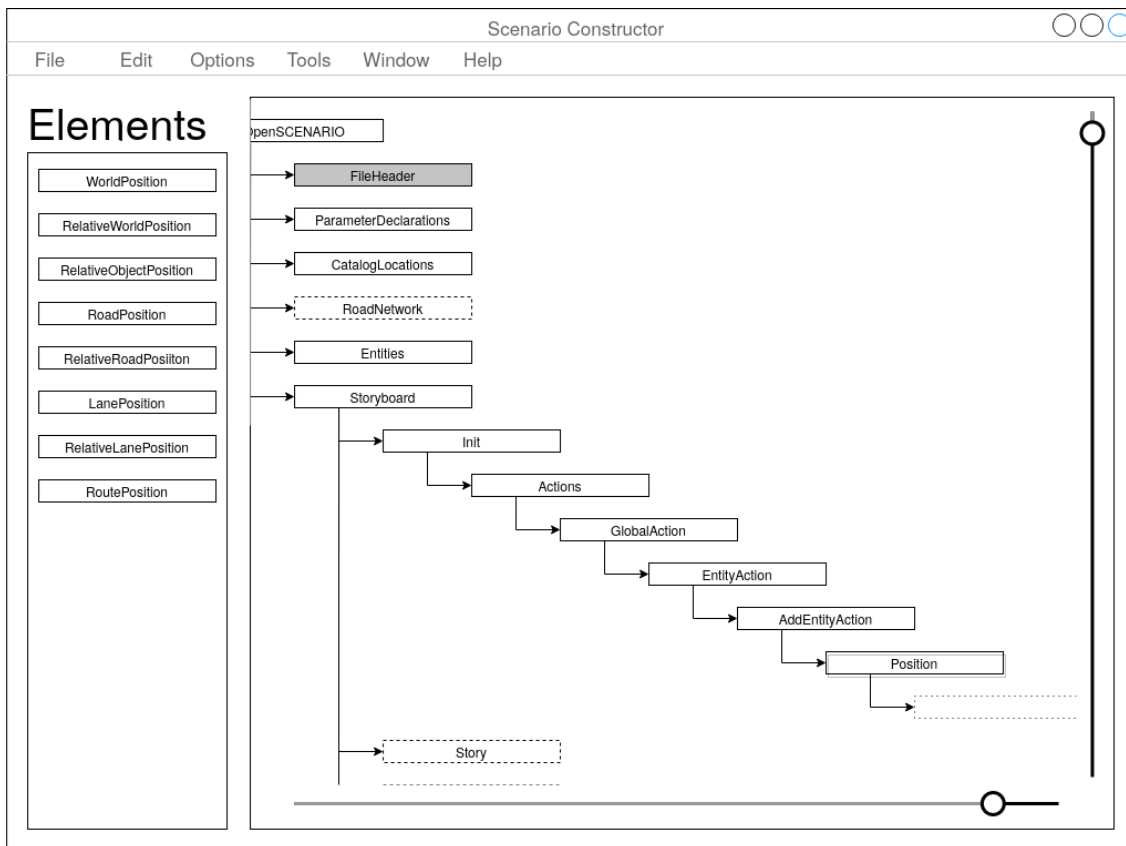 Scenario Constructor
File Edit Options Tools Window Help
Elements
WorldPosition
RelativeWorldPosition
RelativeObjectPosition
RoadPosition
RelativeRoadPosiiton
LanePosition
RelativeLanePosition
RoutePosition
OpenSCENARIO
FileHeader
ParameterDeclarations
CatalogLocations
RoadNetwork
Entities
Storyboard
Init
Actions
GlobalAction
EntityAction
AddEntityAction
Position
Story